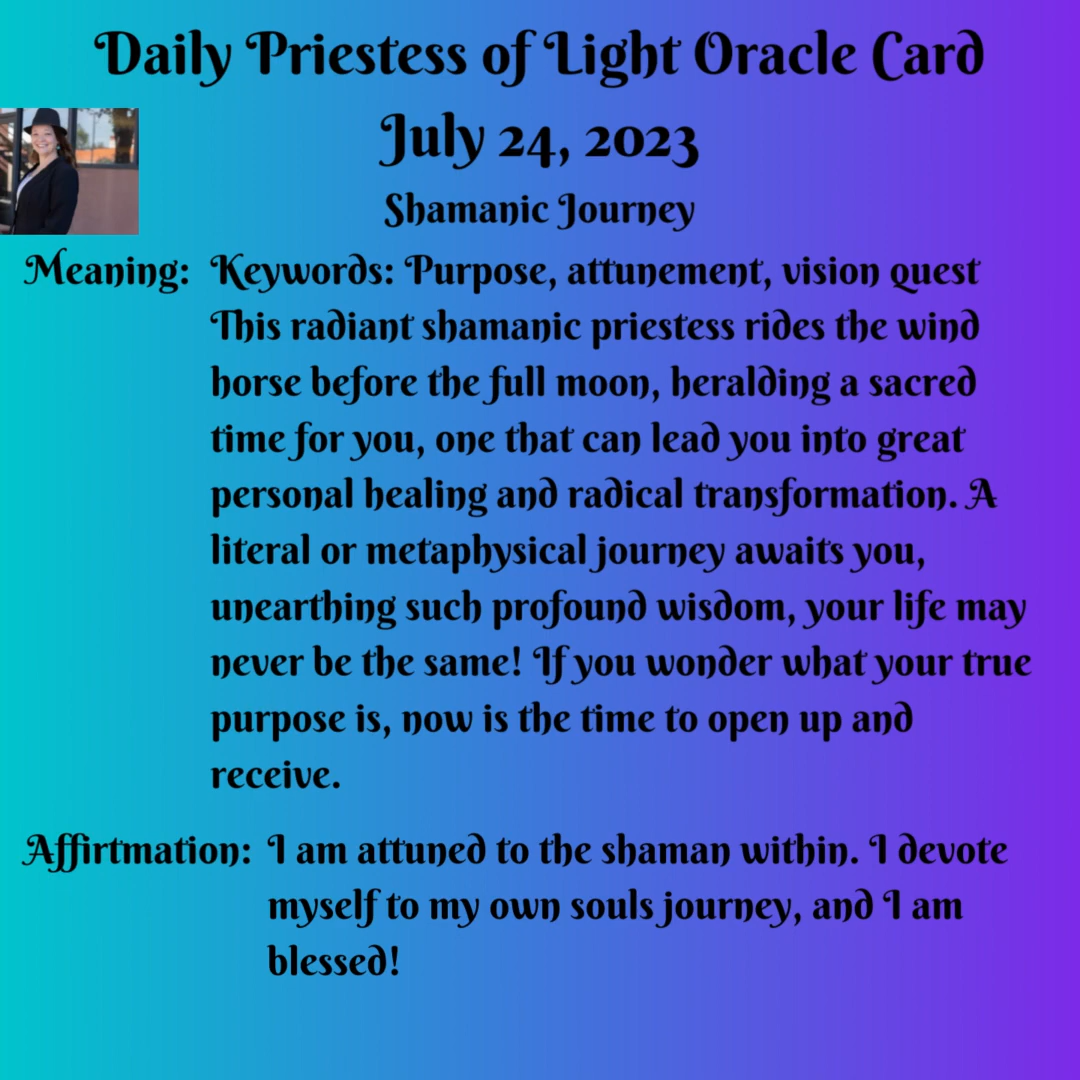 Daily Priestess of Light Oracle Card
July 24, 2023
Shamanic Journey
Meaning: Keywords: Purpose, attunement, vision quest
This radiant shamanic priestess rides the wind
horse before the full moon, heralding a sacred
time for you, one that can lead you into great
personal healing and radical transformation. A
literal or metaphysical journey awaits you,
unearthing such profound wisdom, your life may
never be the same! If you wonder what your true
purpose is, now is the time to open up and
receive.
Affirtmation: I am attuned to the shaman within. I devote
myself to my own souls journey, and I am
blessed!